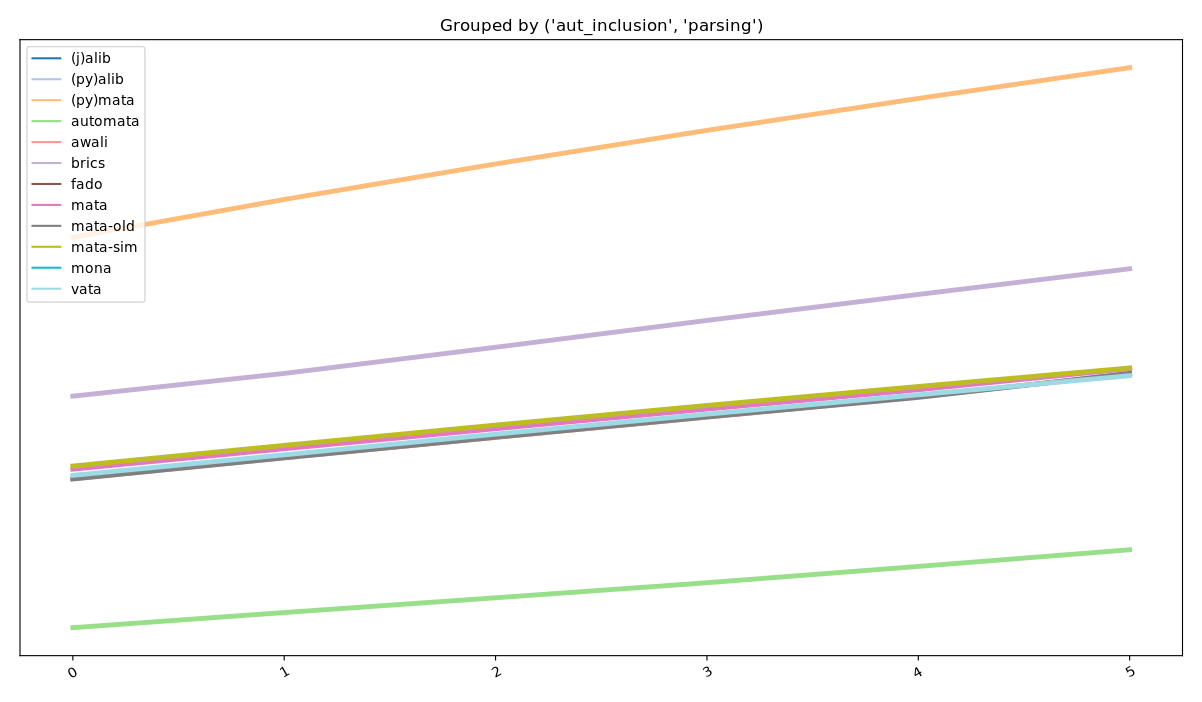 Grouped by ('aut_inclusion', 'parsing')
(j)alib
(py)alib
(py)mata
automata
awali
brics
fado
mata
mata-old
mata-sim
mona
vata
0 1 2 3 4 5